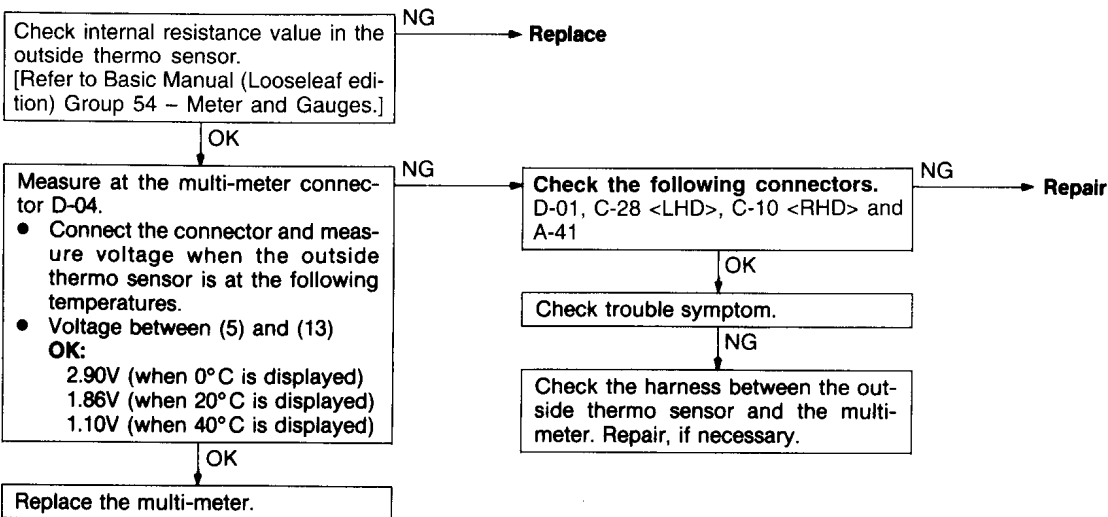 Check internal resistance value in the
outside thermo sensor.
[Refer to Basic Manual (Looseleaf edi-
tion) Group 54 – Meter and Gauges.]
NG
Replace
OK
Measure at the multi-meter connec-
tor D-04.
● Connect the connector and meas-
ure voltage when the outside
thermo sensor is at the following
temperatures.
● Voltage between (5) and (13)
OK:
2.90V (when 0°C is displayed)
1.86V (when 20°C is displayed)
1.10V (when 40°C is displayed)
NG
Check the following connectors.
D-01, C-28 <LHD>, C-10 <RHD> and
A-41
NG
Repair
OK
Check trouble symptom.
NG
Check the harness between the out-
side thermo sensor and the multi-
meter. Repair, if necessary.
OK
Replace the multi-meter.